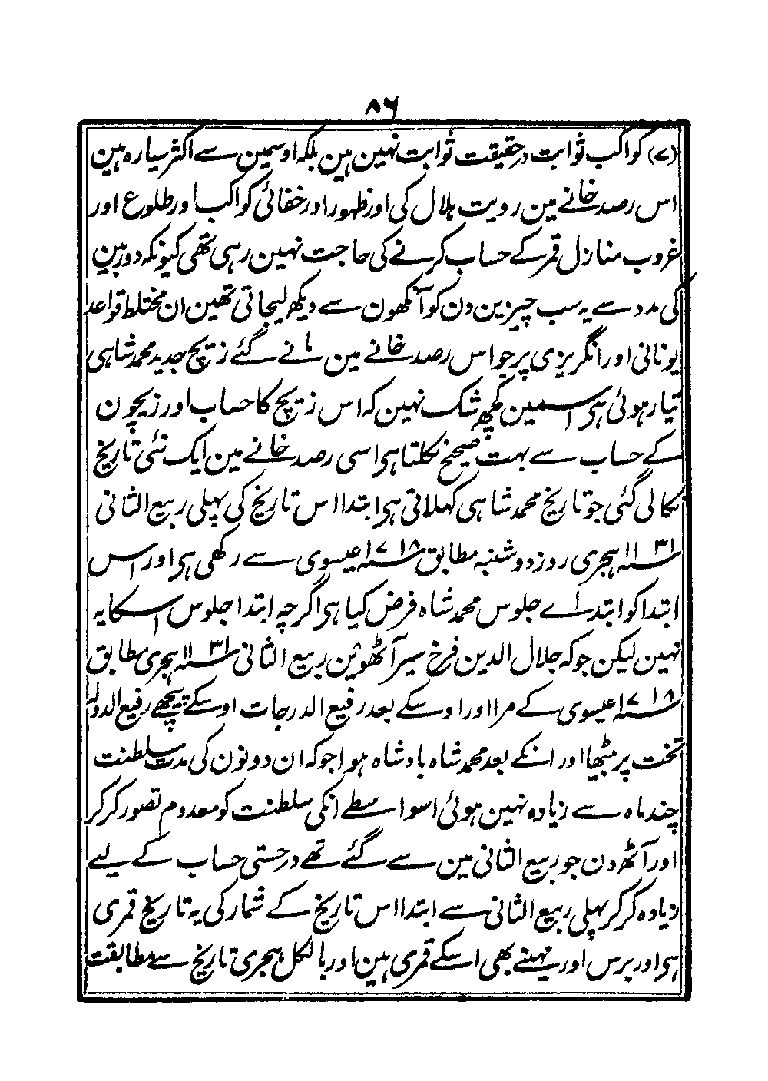 ۸۶
(۷) کواکب ثوابت درحقیقت ثوابت نہین ہین بلکہ اوسمین سے اکثر سیارہ ہین
اس رصد خانے مین رویت ہلال کی اور ظہور اور خفائی کواکب اور طلوع اور
غروب منازل قمر کے حساب کرنے کی حاجت نہین رہی تھی کیونکہ دوربین
کی مدد سے یہ سب چیزین دن کو آنکھون سے دیکھ لیجاتی تھین ان مختلط قواعد
یونانی اور انگریزی پر جو اس رصد خانے مین مانے گئے زیچ جدید محمد شاہی
تیار ہوئی ہی اسمین کچھ شک نہین کہ اس زیچ کا حساب اور زیچون
کے حساب سے بہت صحیح نکلتا ہی اسی رصد خانے مین ایک نئی تاریخ
نکالی گئی جو تاریخ محمد شاہی کہلاتی ہی ابتدا اس تاریخ کی پہلی ربیع الثانی
۱۱۳۱ ہجری روز دوشنبہ مطابق ۱۷۱۸ عیسوی سے رکھی ہی اور اس
ابتدا کو ابتداے جلوس محمد شاہ فرض کیا ہی اگرچہ ابتدا جلوس اسکا یہ
نہین لیکن جو کہ جلال الدین فرخ سیر آٹھوین ربیع الثانی ۱۱۳۱ ہجری مطابق
۱۷۱۸ عیسوی کے مرا اور اوسکے بعد رفیع الدرجات اوسکے پیچھے رفیع الدولہ
تخت پر بیٹھا اور انکے بعد محمد شاہ بادشاہ ہوا جو کہ ان دونون کی مدت سلطنت
چند ماہ سے زیادہ نہین ہوئی اسواسطے انکی سلطنت کو معدوم تصور کر کر
اور آٹھ دن جو ربیع الثانی مین سے گئے تھے درستی حساب کے لیے
زیادہ کر کر پہلی ربیع الثانی سے ابتدا اس تاریخ کے شمار کی یہ تاریخ قمری
ہی اور برس اور مہینے بھی اسکے قمری ہین اور بالکل ہجری تاریخ سے مطابقت